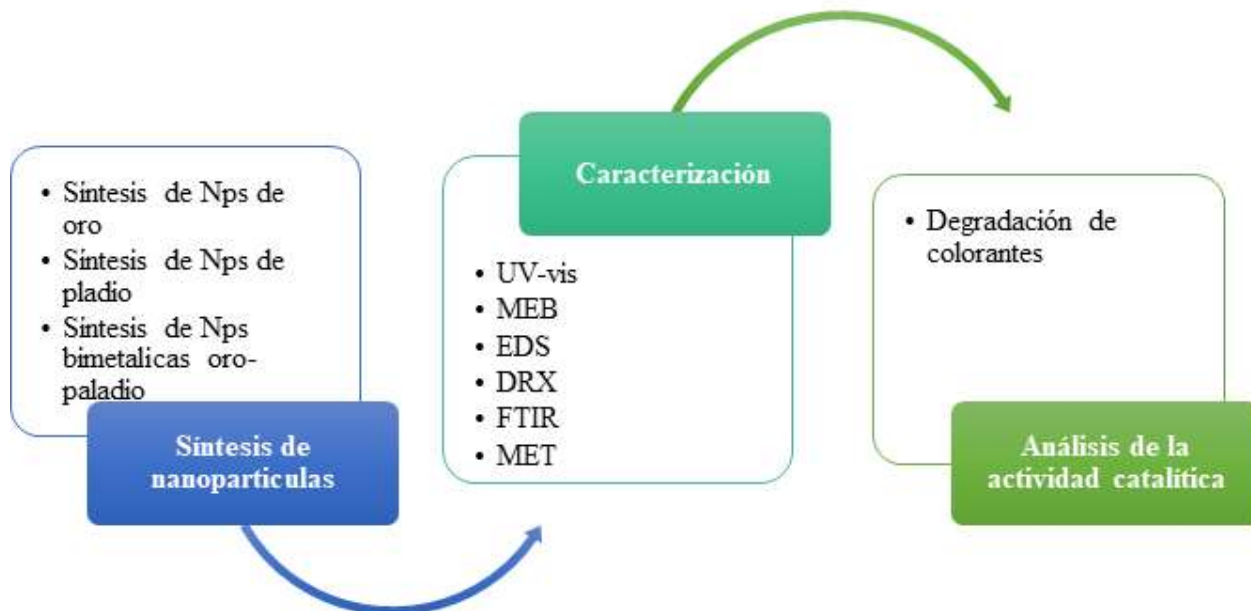 • Síntesis de Nps de
oro
• Síntesis de Nps de
pladio
• Síntesis de Nps
bimetalicas oro-
paladio
Síntesis de
nanoparticulas
Caracterización
• UV-vis
• MEB
• EDS
• DRX
• FTIR
• MET
• Degradación de
colorantes
Análisis de la
actividad catalítica